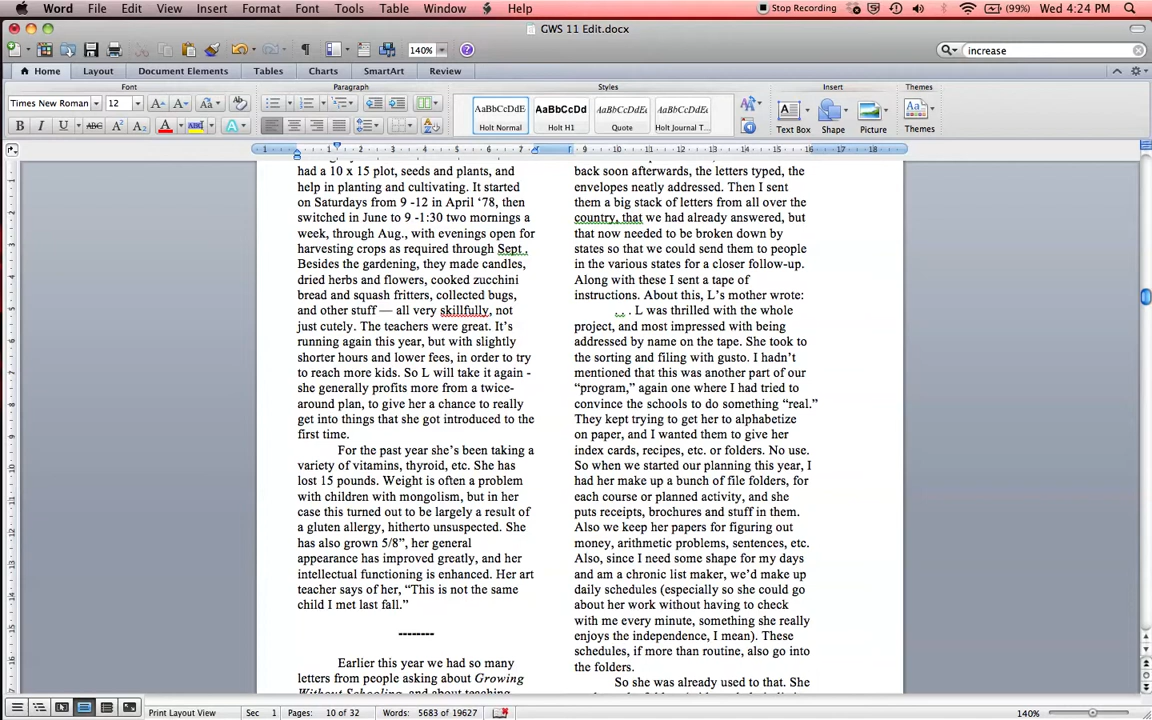 Word File Edit View Insert Format Font Tools Table Window Help
Stop Recording (99%) Wed 4:24 PM
GWS 11 Edit.docx
140% increase
Home Layout Document Elements Tables Charts SmartArt Review
Font Paragraph Styles Insert Themes
Times New Roman 12
AaBbCcDdE AaBbCcDd AaBbCcDdEe AaBbCcDdEe
Holt Normal Holt H1 Quote Holt Journal T...
Text Box Shape Picture Themes
B I U ABC
1 1 2 3 4 5 6 7 9 10 11 12 13 14 15 16 17 18
had a 10 x 15 plot, seeds and plants, and
help in planting and cultivating. It started
on Saturdays from 9 -12 in April ‘78, then
switched in June to 9 -1:30 two mornings a
week, through Aug., with evenings open for
harvesting crops as required through Sept .
Besides the gardening, they made candles,
dried herbs and flowers, cooked zucchini
bread and squash fritters, collected bugs,
and other stuff — all very skillfully, not
just cutely. The teachers were great. It’s
running again this year, but with slightly
shorter hours and lower fees, in order to try
to reach more kids. So L will take it again -
she generally profits more from a twice-
around plan, to give her a chance to really
get into things that she got introduced to the
first time.
For the past year she’s been taking a
variety of vitamins, thyroid, etc. She has
lost 15 pounds. Weight is often a problem
with children with mongolism, but in her
case this turned out to be largely a result of
a gluten allergy, hitherto unsuspected. She
has also grown 5/8”, her general
appearance has improved greatly, and her
intellectual functioning is enhanced. Her art
teacher says of her, “This is not the same
child I met last fall.”
--------
Earlier this year we had so many
letters from people asking about Growing
Without Schooling, and about teaching
back soon afterwards, the letters typed, the
envelopes neatly addressed. Then I sent
them a big stack of letters from all over the
country, that we had already answered, but
that now needed to be broken down by
states so that we could send them to people
in the various states for a closer follow-up.
Along with these I sent a tape of
instructions. About this, L’s mother wrote:
. . . L was thrilled with the whole
project, and most impressed with being
addressed by name on the tape. She took to
the sorting and filing with gusto. I hadn’t
mentioned that this was another part of our
“program,” again one where I had tried to
convince the schools to do something “real.”
They kept trying to get her to alphabetize
on paper, and I wanted them to give her
index cards, recipes, etc. or folders. No use.
So when we started our planning this year, I
had her make up a bunch of file folders, for
each course or planned activity, and she
puts receipts, brochures and stuff in them.
Also we keep her papers for figuring out
money, arithmetic problems, sentences, etc.
Also, since I need some shape for my days
and am a chronic list maker, we’d make up
daily schedules (especially so she could go
about her work without having to check
with me every minute, something she really
enjoys the independence, I mean). These
schedules, if more than routine, also go into
the folders.
So she was already used to that. She
Print Layout View Sec 1 Pages: 10 of 32 Words: 5683 of 19627 140%